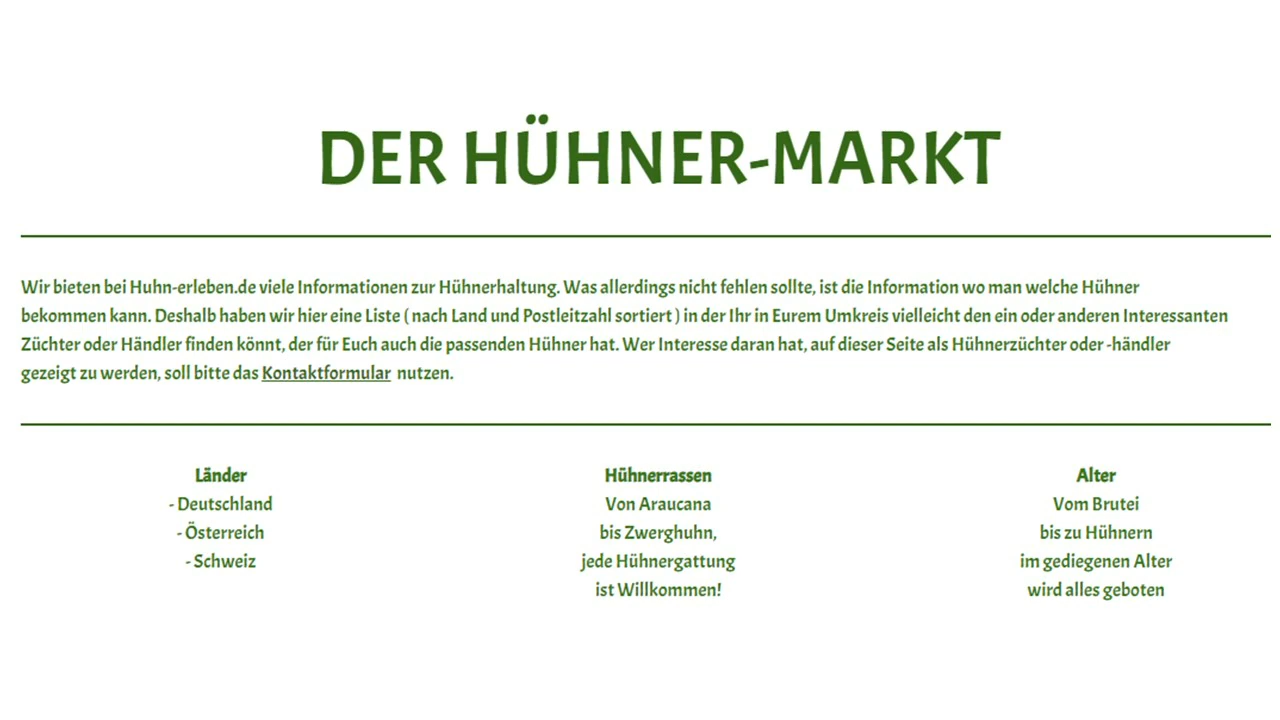 DER HÜHNER-MARKT
Wir bieten bei Huhn-erleben.de viele Informationen zur Hühnerhaltung. Was allerdings nicht fehlen sollte, ist die Information wo man welche Hühner
bekommen kann. Deshalb haben wir hier eine Liste ( nach Land und Postleitzahl sortiert ) in der Ihr in Eurem Umkreis vielleicht den ein oder anderen Interessanten
Züchter oder Händler finden könnt, der für Euch auch die passenden Hühner hat. Wer Interesse daran hat, auf dieser Seite als Hühnerzüchter oder -händler
gezeigt zu werden, soll bitte das Kontaktformular nutzen.
Länder
- Deutschland
- Österreich
- Schweiz
Hühnerrassen
Von Araucana
bis Zwerghuhn,
jede Hühnergattung
ist Willkommen!
Alter
Vom Brutei
bis zu Hühnern
im gediegenen Alter
wird alles geboten